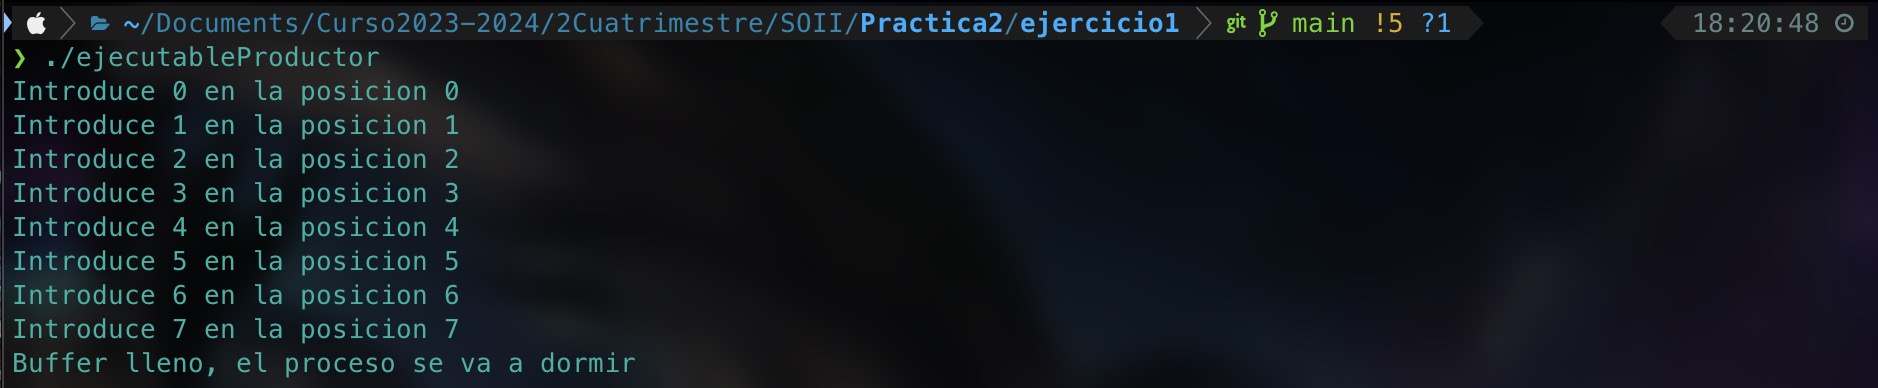 ~/Documents/Curso2023-2024/2Cuatrimestre/SOII/Practica2/ejercicio1 git main !5 ?1 18:20:48
❯ ./ejecutableProductor
Introduce 0 en la posicion 0
Introduce 1 en la posicion 1
Introduce 2 en la posicion 2
Introduce 3 en la posicion 3
Introduce 4 en la posicion 4
Introduce 5 en la posicion 5
Introduce 6 en la posicion 6
Introduce 7 en la posicion 7
Buffer lleno, el proceso se va a dormir